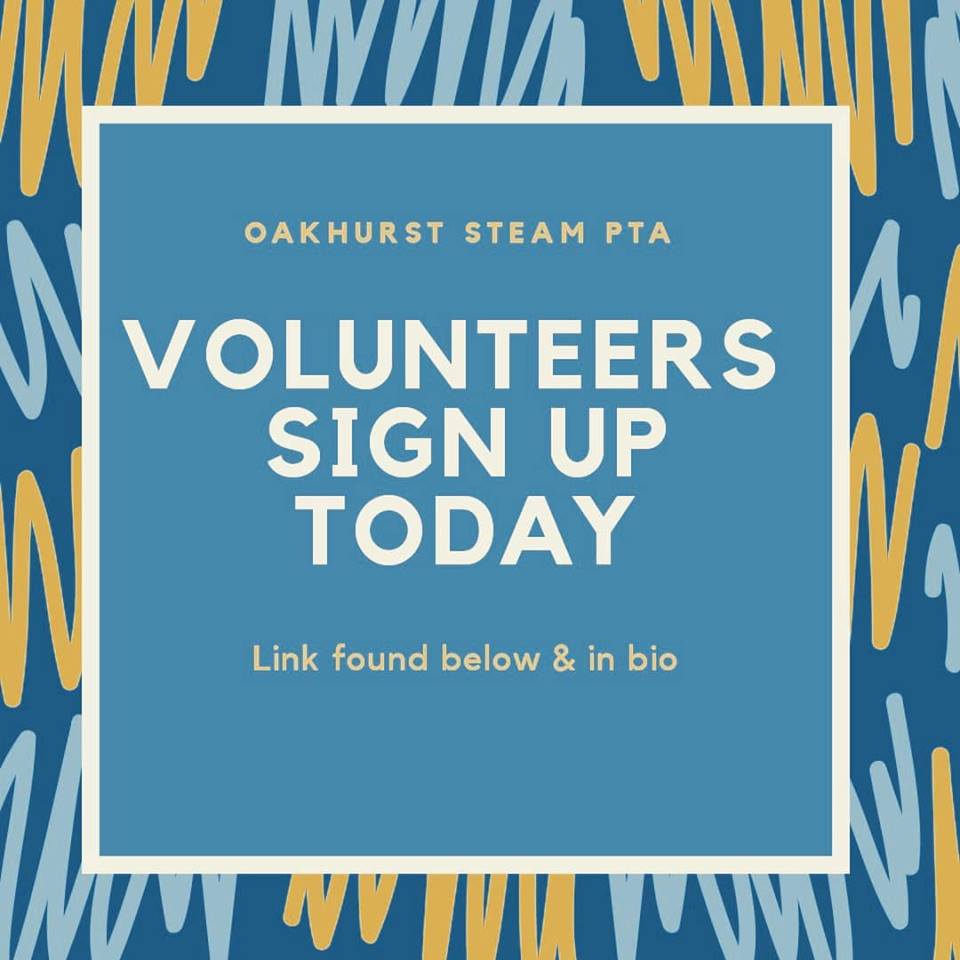 OAKHURST STEAM PTA
VOLUNTEERS
SIGN UP
TODAY
Link found below & in bio